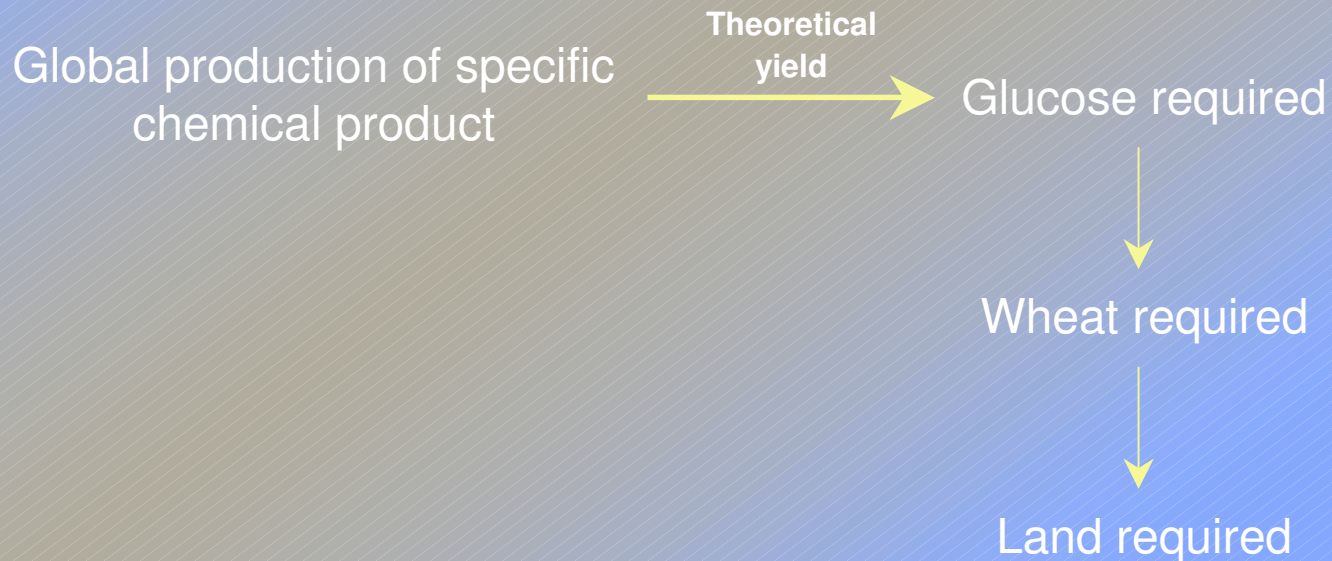 Theoretical
yield
Global production of specific
chemical product
Glucose required
Wheat required
Land required